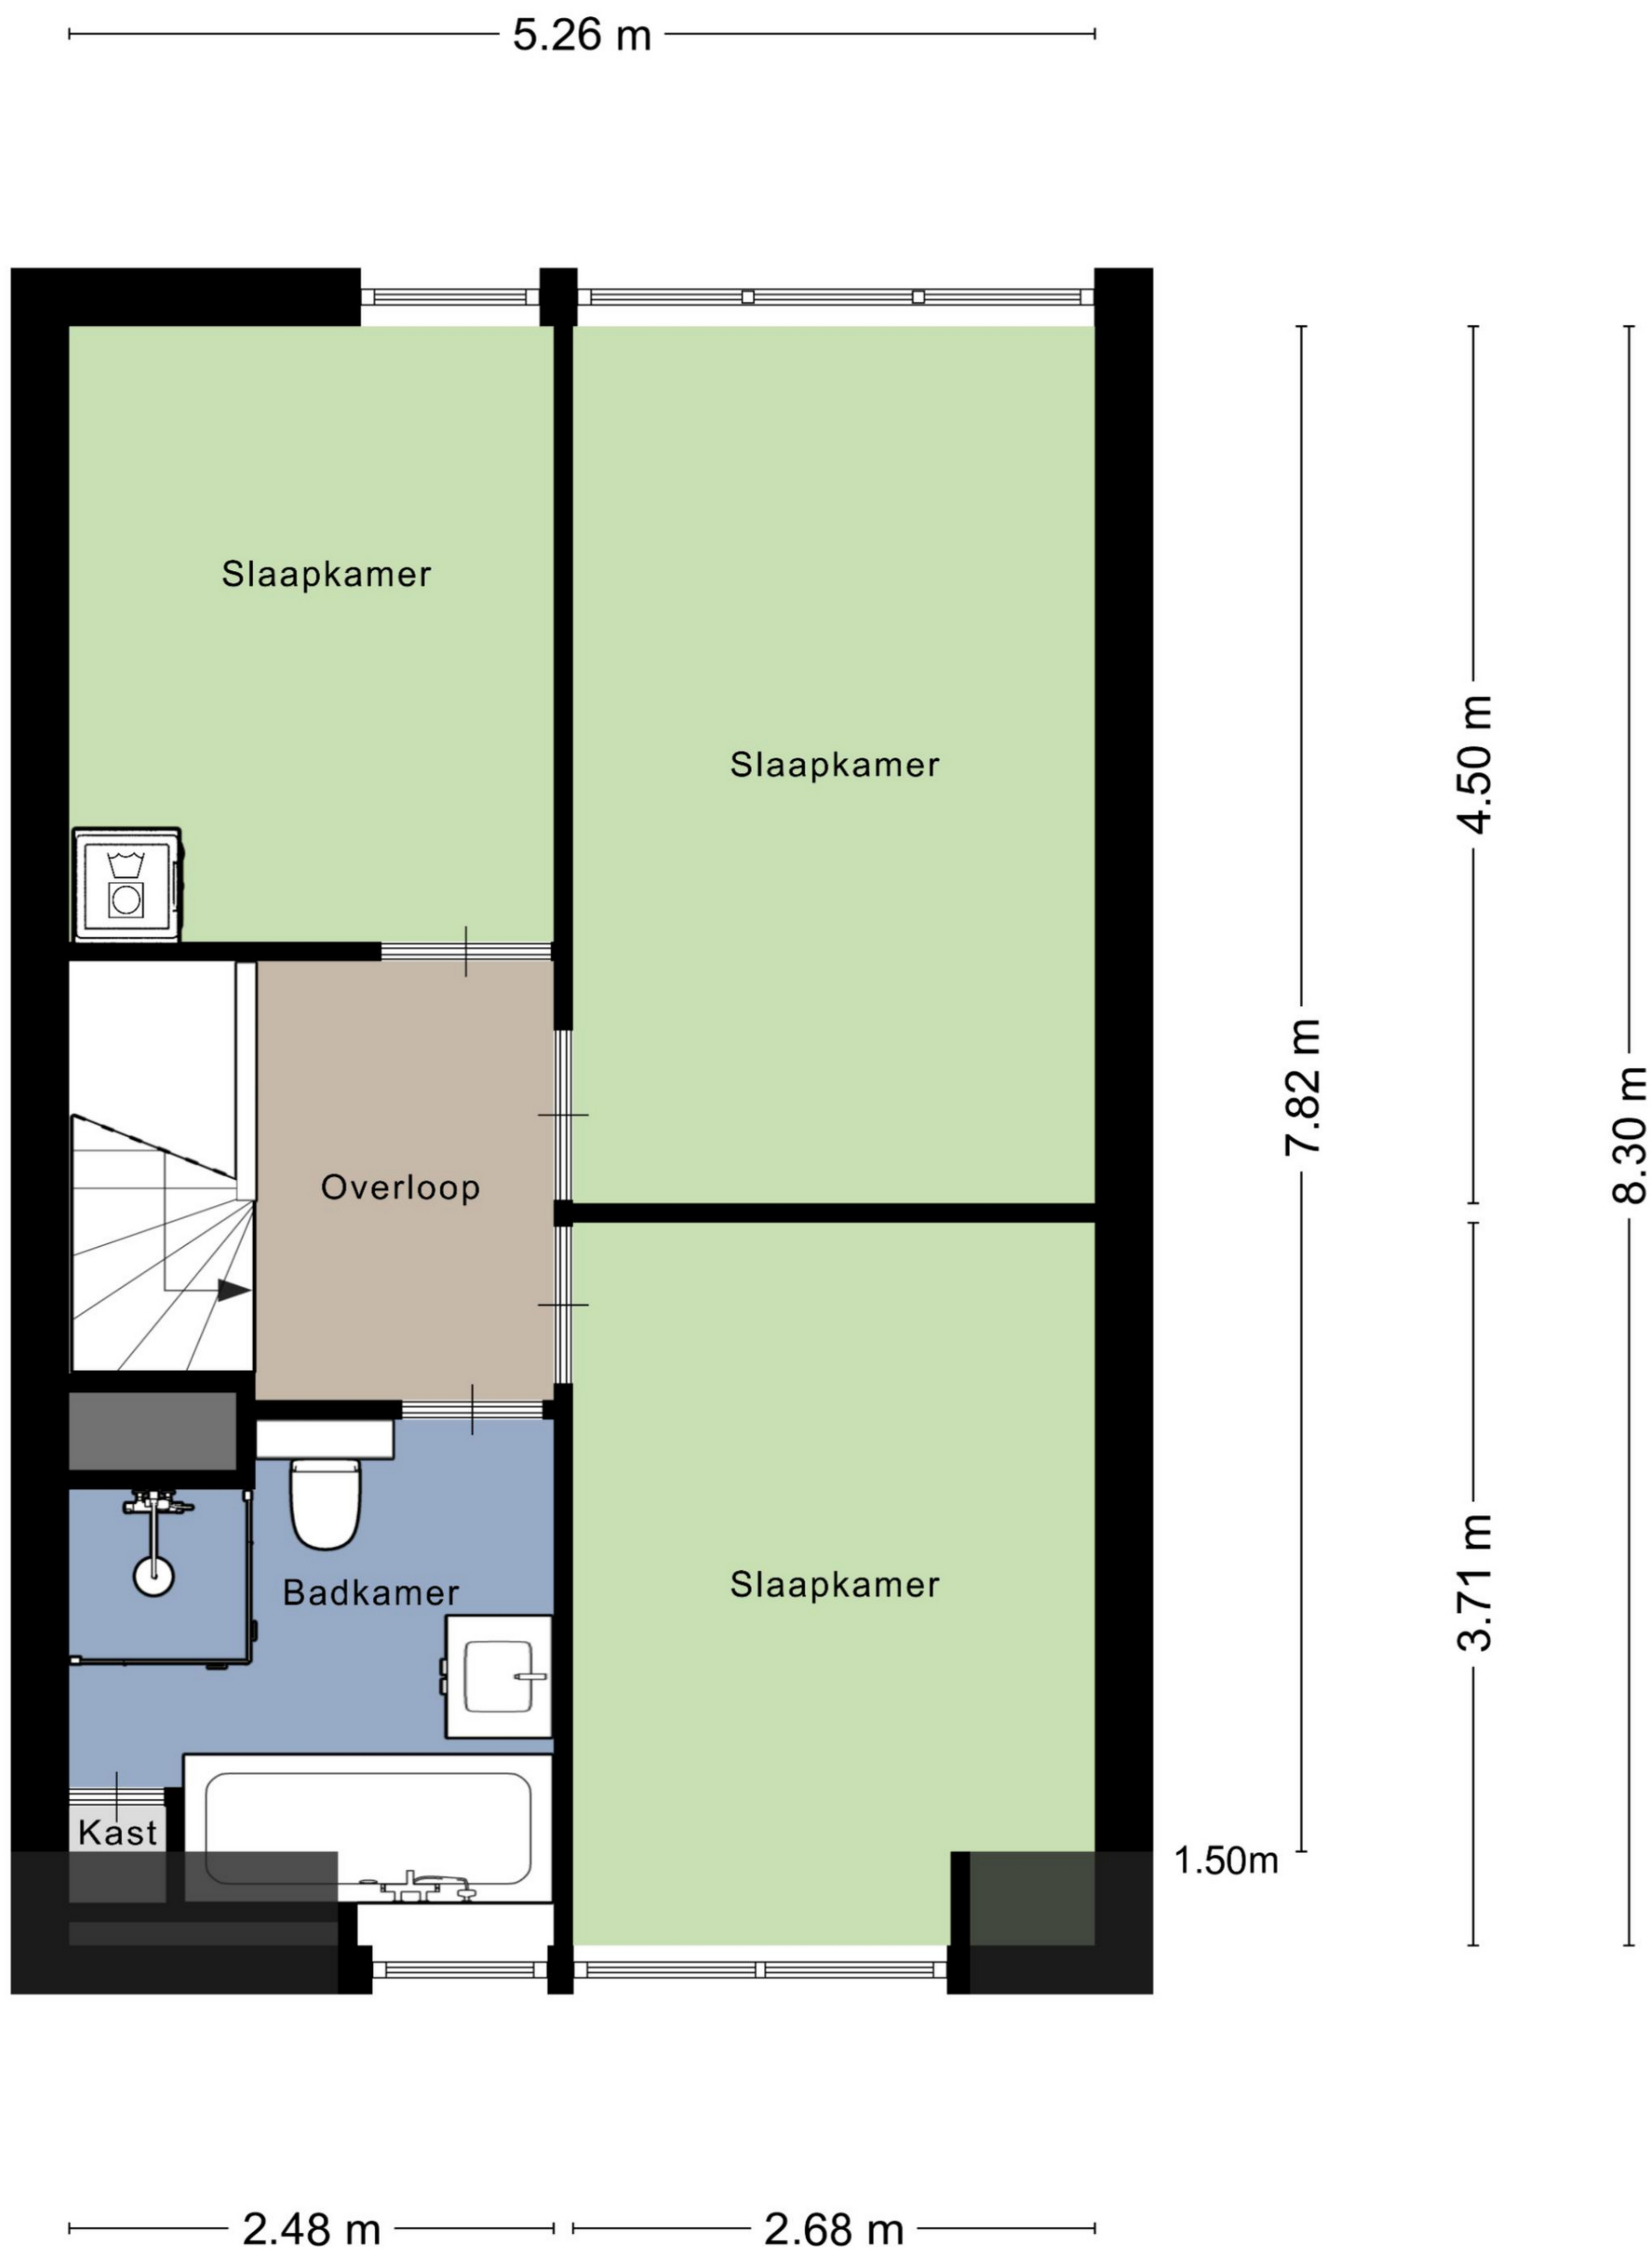 5.26 m
Slaapkamer
Slaapkamer
4.50 m
7.82 m
8.30 m
Overloop
Slaapkamer
Badkamer
3.71 m
Kast
1.50m
2.48 m
2.68 m